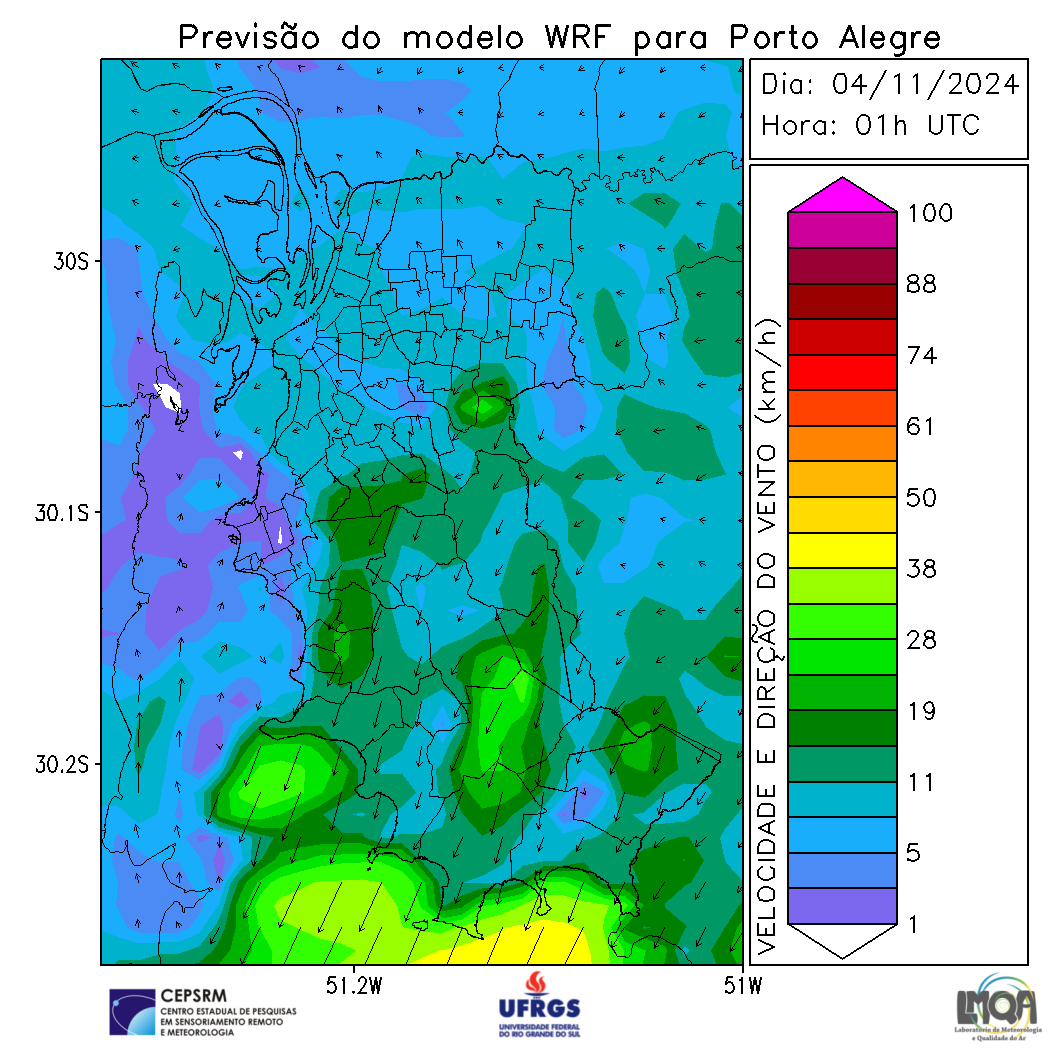 Previsão do modelo WRF para Porto Alegre
Dia: 04/11/2024
Hora: 01h UTC
30S
30.1S
30.2S
51.2W
51W
VELOCIDADE E DIREÇÃO DO VENTO (km/h)
100
88
74
61
50
38
28
19
11
5
1
CEPSRM
CENTRO ESTADUAL DE PESQUISAS
EM SENSORIAMENTO REMOTO
E METEOROLOGIA
UFRGS
UNIVERSIDADE FEDERAL
DO RIO GRANDE DO SUL
LMQA
Laboratório de Meteorologia
e Qualidade do Ar